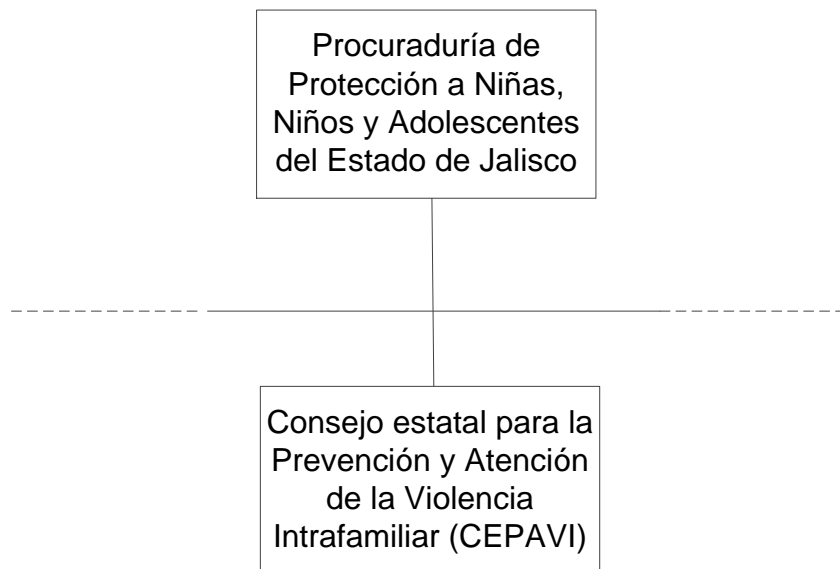 Procuraduría de
Protección a Niñas,
Niños y Adolescentes
del Estado de Jalisco
Consejo estatal para la
Prevención y Atención
de la Violencia
Intrafamiliar (CEPAVI)